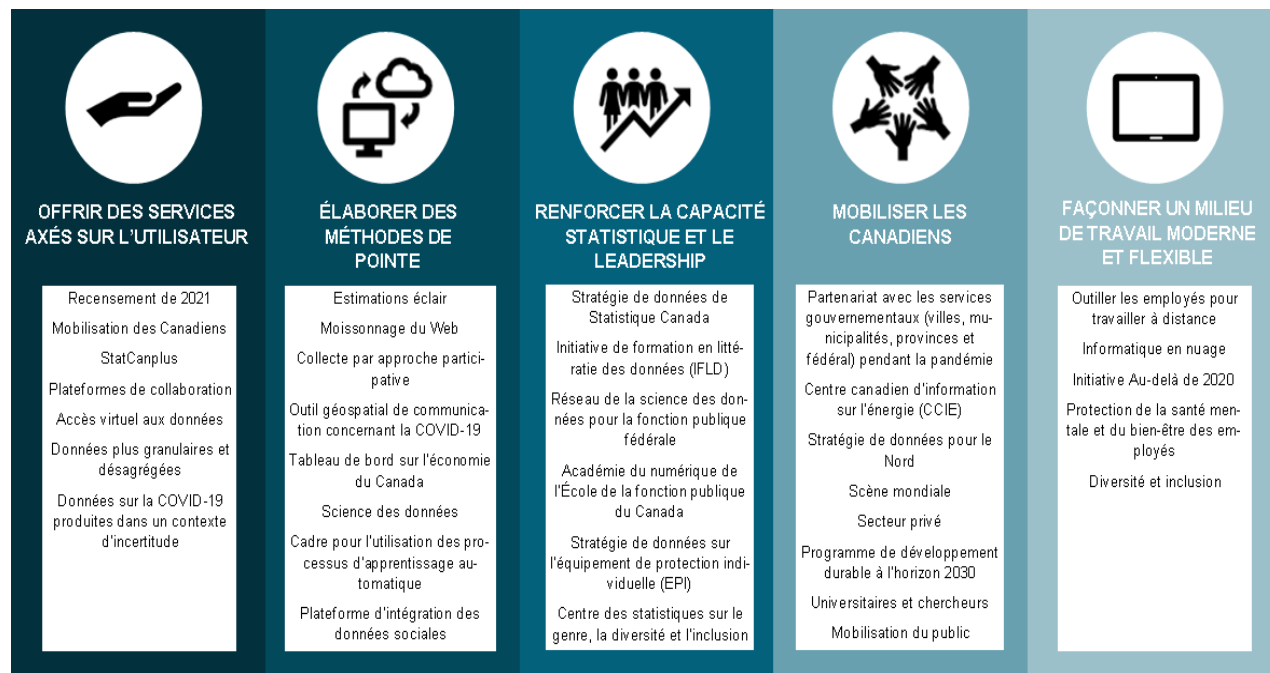 OFFRIR DES SERVICES
AXÉS SUR L'UTILISATEUR
Recensement de 2021
Mobilisation des Canadiens
StatCanplus
Plateformes de collaboration
Accès virtuel aux données
Données plus granulaires et
désagrégées
Données sur la COVID-19
produites dans un contexte
d'incertitude
ÉLABORER DES
MÉTHODES DE
POINTE
Estimations éclair
Moissonnage du Web
Collecte par approche partici-
pative
Outil géospatial de communica-
tion concernant la COVID-19
Tableau de bord sur l'économie
du Canada
Science des données
Cadre pour l'utilisation des pro-
cessus d'apprentissage au-
tomatique
Plateforme d'intégration des
données sociales
RENFORCER LA CAPACITÉ
STATISTIQUE ET LE
LEADERSHIP
Stratégie de données de
Statistique Canada
Initiative de formation en litté-
ratie des données (IFLD)
Réseau de la science des don-
nées pour la fonction publique
fédérale
Académie du numérique de
l'École de la fonction publique
du Canada
Stratégie de données sur
l'équipement de protection indi-
viduelle (EPI)
Centre des statistiques sur le
genre, la diversité et l'inclusion
MOBILISER LES
CANADIENS
Partenariat avec les services
gouvernementaux (villes, mu-
nicipalités, provinces et
fédéral) pendant la pandémie
Centre canadien d'information
sur l'énergie (CCIE)
Stratégie de données pour le
Nord
Scène mondiale
Secteur privé
Programme de développement
durable à l'horizon 2030
Universitaires et chercheurs
Mobilisation du public
FAÇONNER UN MILIEU
DE TRAVAIL MODERNE
ET FLEXIBLE
Outiller les employés pour
travailler à distance
Informatique en nuage
Initiative Au-delà de 2020
Protection de la santé men-
tale et du bien-être des em-
ployés
Diversité et inclusion